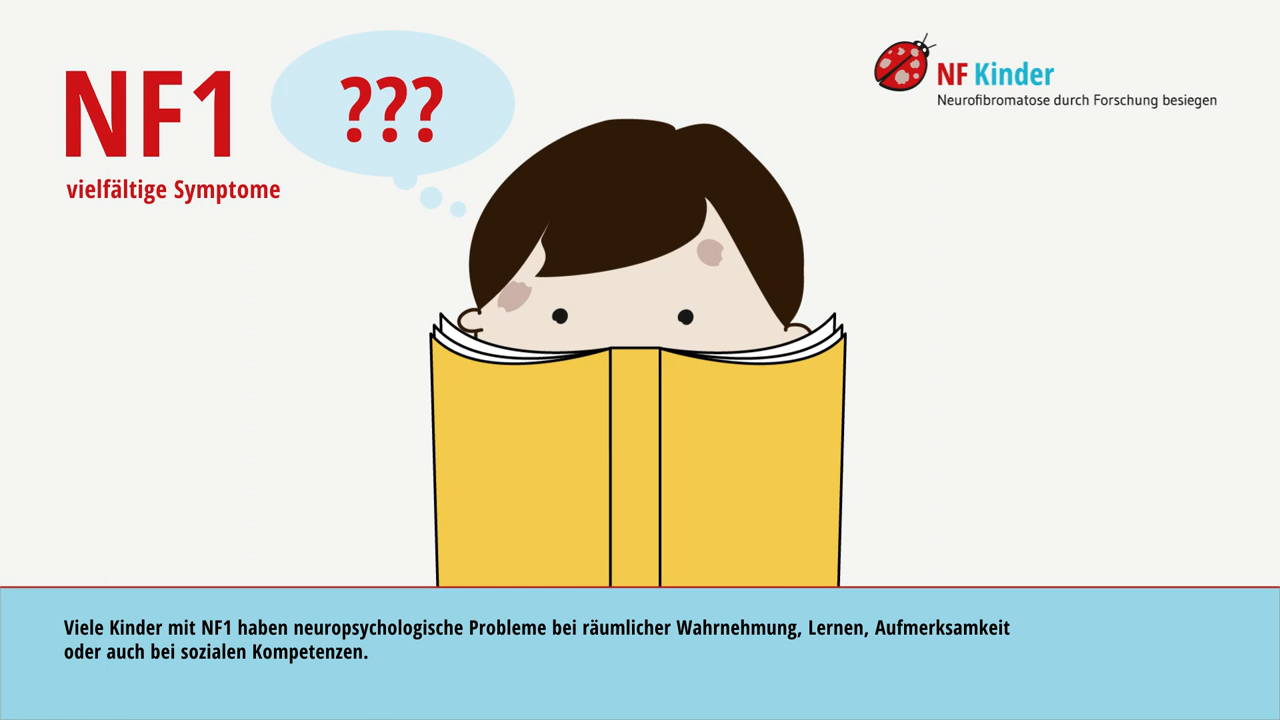 NF1
vielfältige Symptome
???
NF Kinder
Neurofibromatose durch Forschung besiegen
Viele Kinder mit NF1 haben neuropsychologische Probleme bei räumlicher Wahrnehmung, Lernen, Aufmerksamkeit
oder auch bei sozialen Kompetenzen.